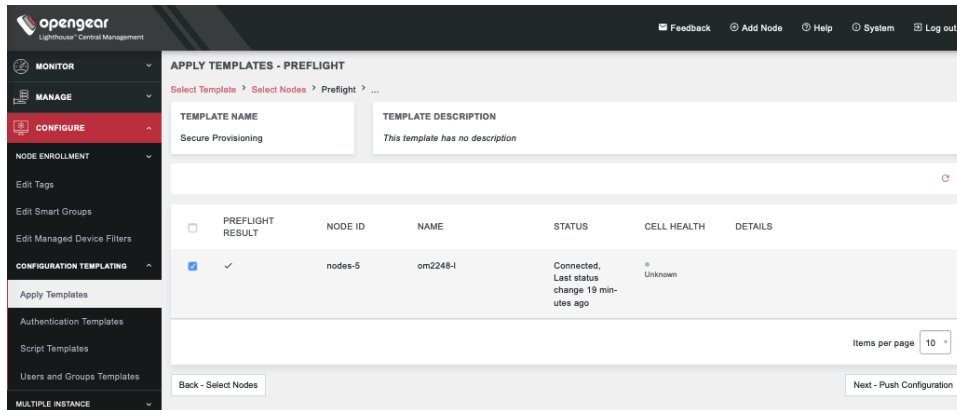 opengear
Lighthouse™ Central Management
Feedback
Add Node
Help
System
Log out
MONITOR
MANAGE
CONFIGURE
NODE ENROLLMENT
Edit Tags
Edit Smart Groups
Edit Managed Device Filters
CONFIGURATION TEMPLATING
Apply Templates
Authentication Templates
Script Templates
Users and Groups Templates
MULTIPLE INSTANCE
APPLY TEMPLATES - PREFLIGHT
Select Template > Select Nodes > Preflight > ...
TEMPLATE NAME
Secure Provisioning
TEMPLATE DESCRIPTION
This template has no description
PREFLIGHT
RESULT
NODE ID
NAME
STATUS
CELL HEALTH
DETAILS
nodes-5
om2248-l
Connected,
Last status
change 19 min-
utes ago
Unknown
Items per page 10
Back - Select Nodes
Next - Push Configuration